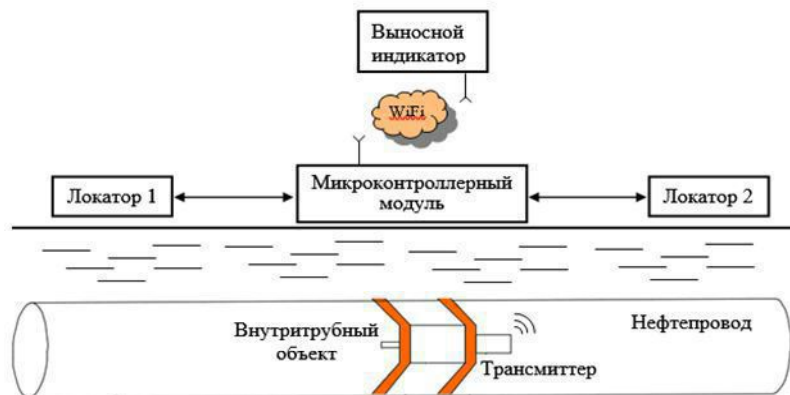 Выносной
индикатор
WiFi
Локатор 1
Микроконтроллерный
модуль
Локатор 2
Внутритрубный
объект
Нефтепровод
Трансмиттер